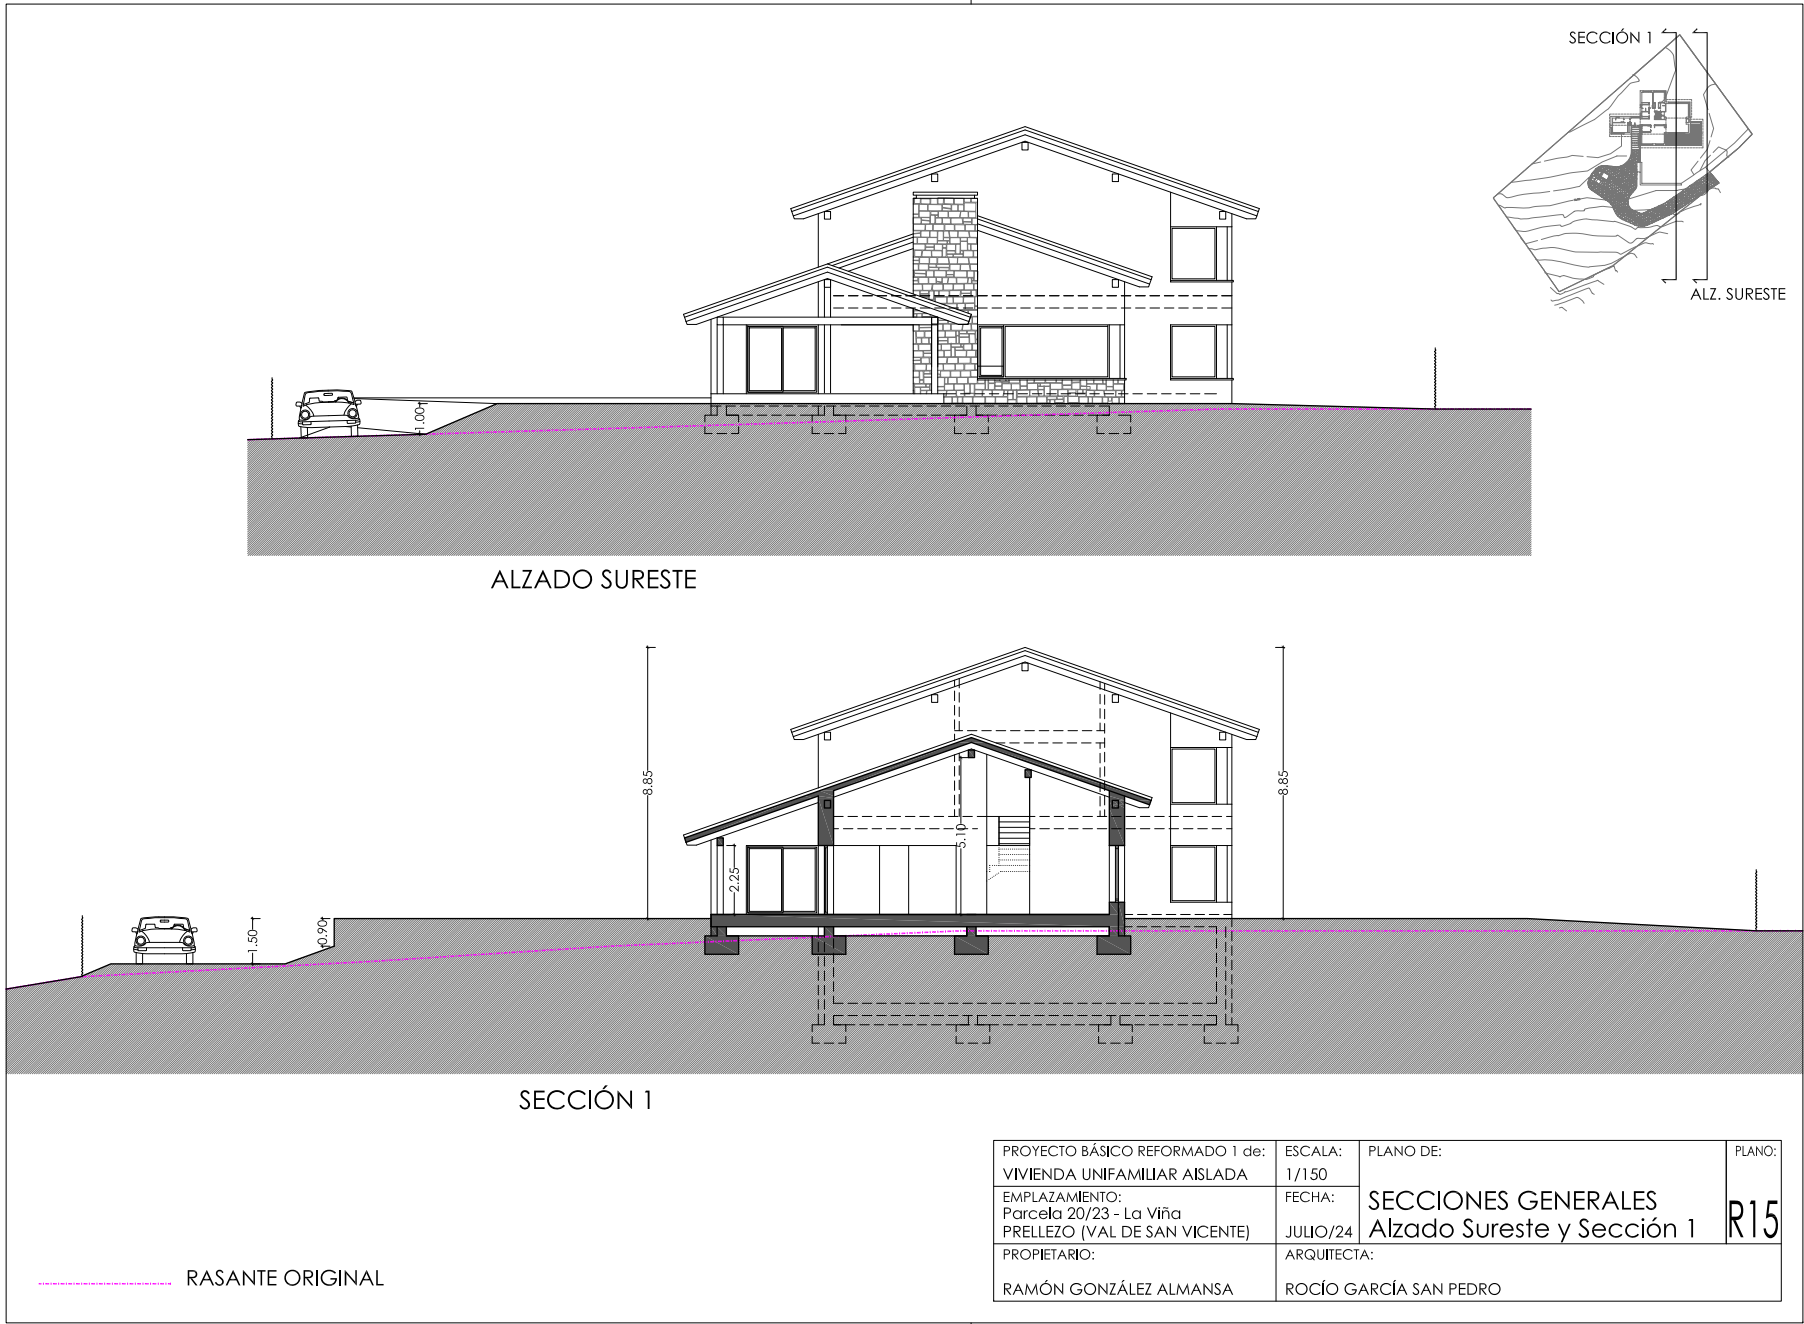 SECCIÓN 1
ALZ. SURESTE
1.00
ALZADO SURESTE
8.85
8.85
5.10
2.25
1.50
0.90
SECCIÓN 1
PROYECTO BÁSICO REFORMADO 1 de:
VIVIENDA UNIFAMILIAR AISLADA
ESCALA:
1/150
PLANO DE:
SECCIONES GENERALES
Alzado Sureste y Sección 1
PLANO:
R15
EMPLAZAMIENTO:
Parcela 20/23 - La Viña
PRELLEZO (VAL DE SAN VICENTE)
FECHA:
JULIO/24
PROPIETARIO:
RAMÓN GONZÁLEZ ALMANSA
ARQUITECTA:
ROCÍO GARCÍA SAN PEDRO
RASANTE ORIGINAL